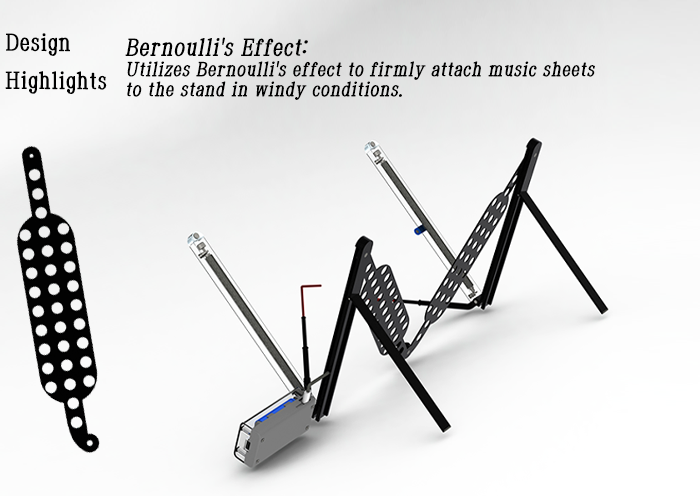 Design
Highlights
Bernoulli's Effect:
Utilizes Bernoulli's effect to firmly attach music sheets
to the stand in windy conditions.